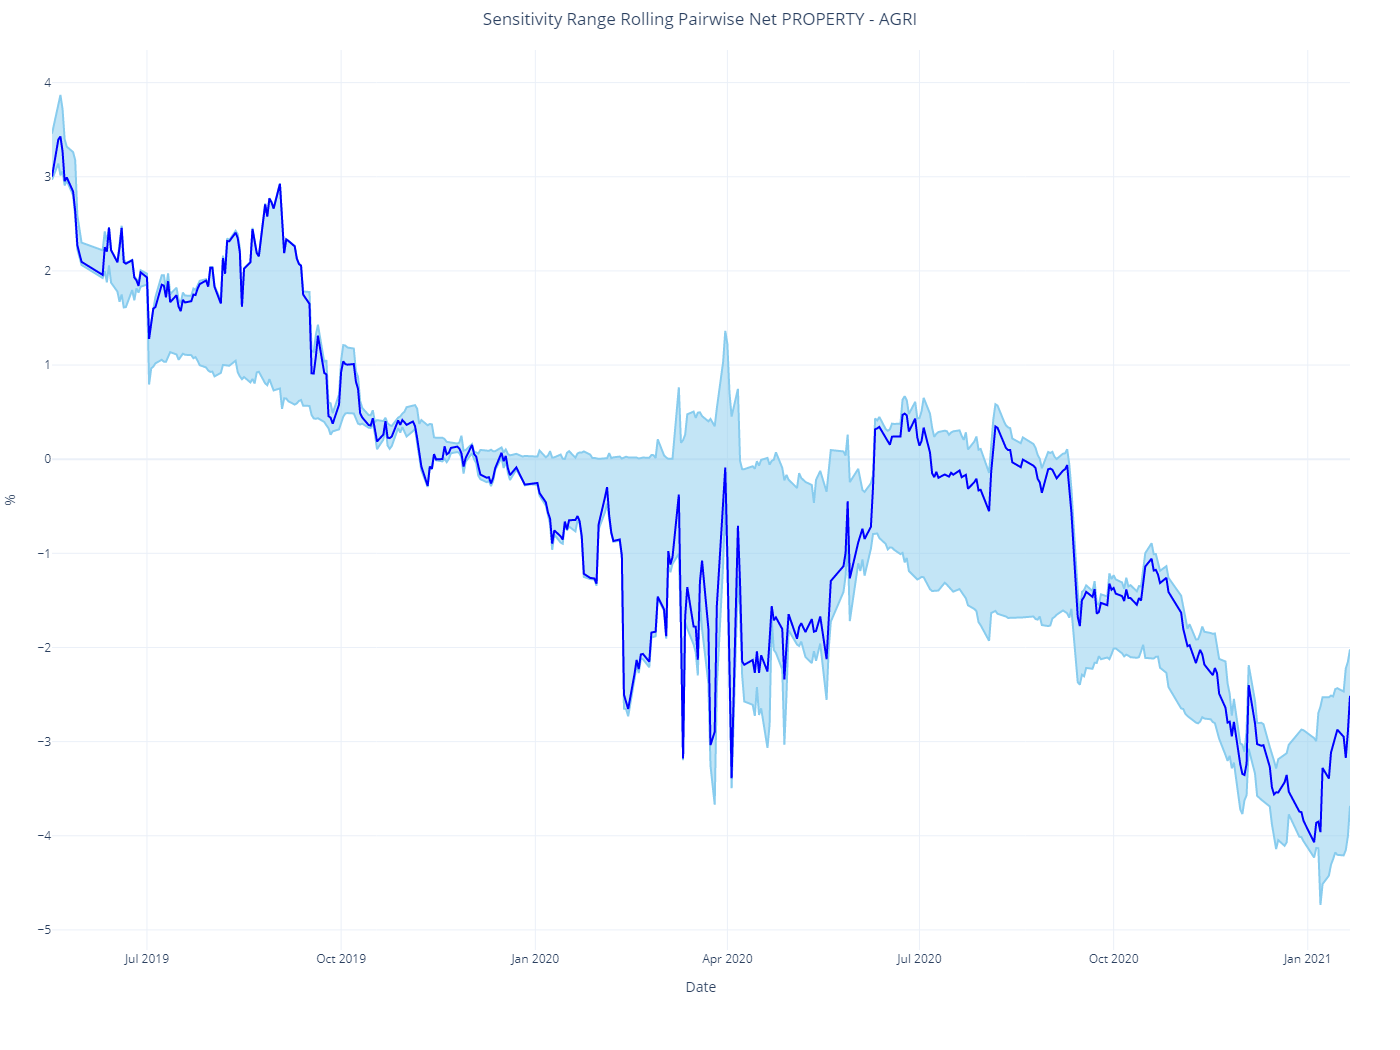 Sensitivity Range Rolling Pairwise Net PROPERTY - AGRI
4
3
2
1
0
−1
−2
−3
−4
−5
%
Jul 2019
Oct 2019
Jan 2020
Apr 2020
Jul 2020
Oct 2020
Jan 2021
Date